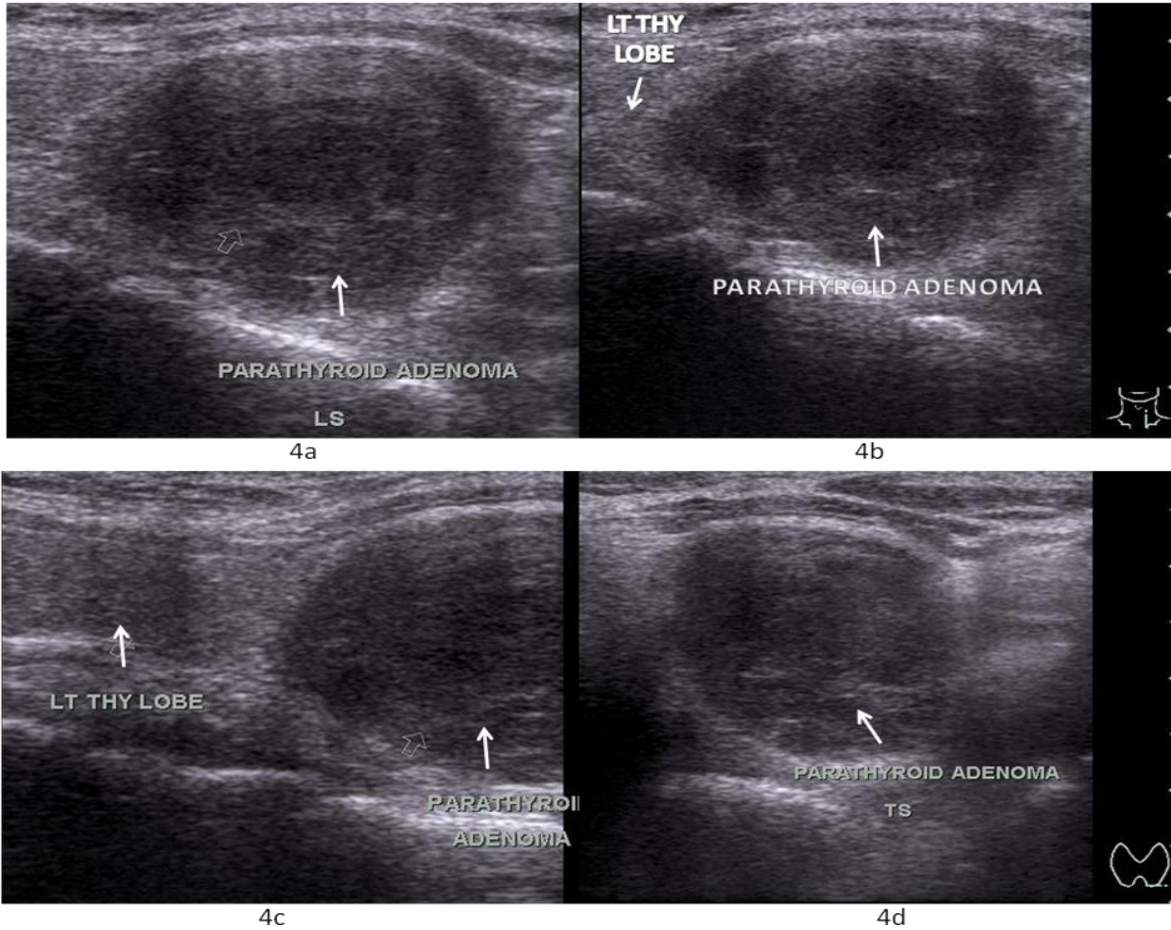 PARATHYROID ADENOMA
LS
4a
LT THY
LOBE
PARATHYROID ADENOMA
4b
LT THY LOBE
PARATHYROI
ADENOMA
4c
PARATHYROID ADENOMA
TS
4d